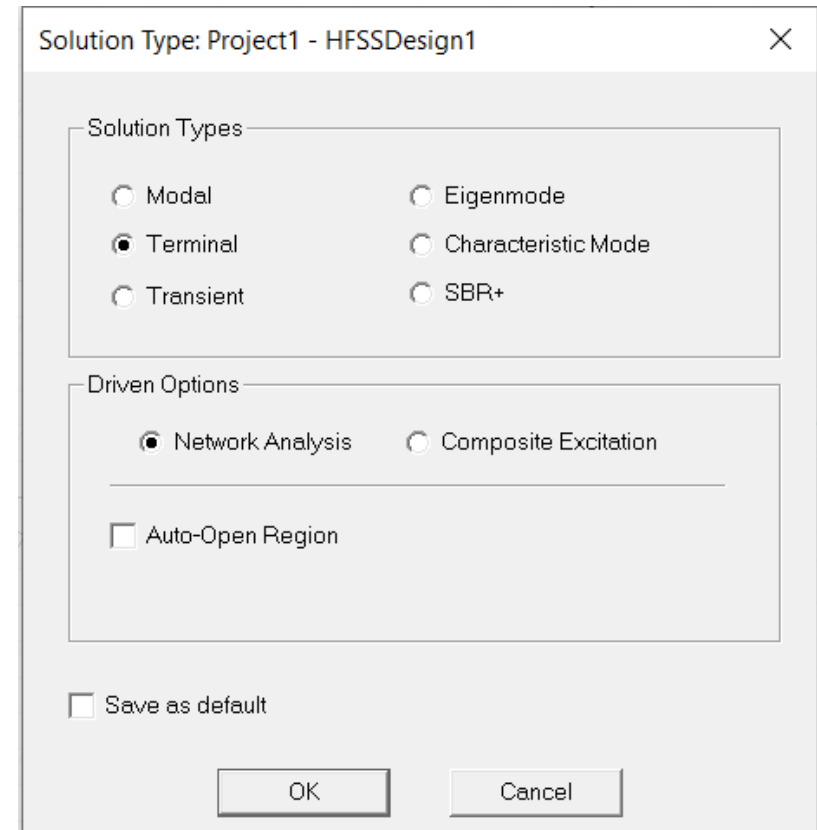 Solution Type: Project1 - HFSSDesign1
Solution Types
Modal
Eigenmode
Terminal
Characteristic Mode
Transient
SBR+
Driven Options
Network Analysis
Composite Excitation
Auto-Open Region
Save as default
OK
Cancel